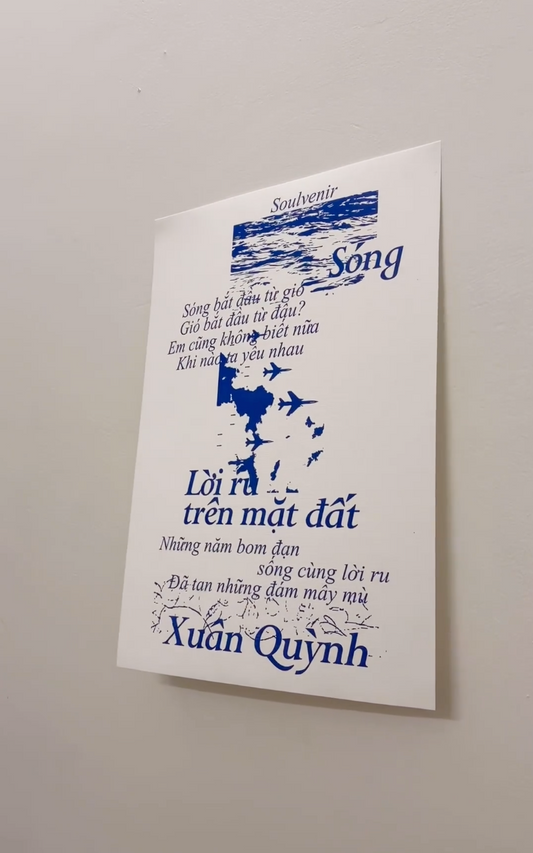 Soulvenir
Sóng
Sóng bắt đầu từ gió
Gió bắt đầu từ đâu?
Em cũng không biết nữa
Khi nào ta yêu nhau
Lời ru
trên mặt đất
Những năm bom đạn
sống cùng lời ru
Đã tan những đám mây mù
Xuân Quỳnh